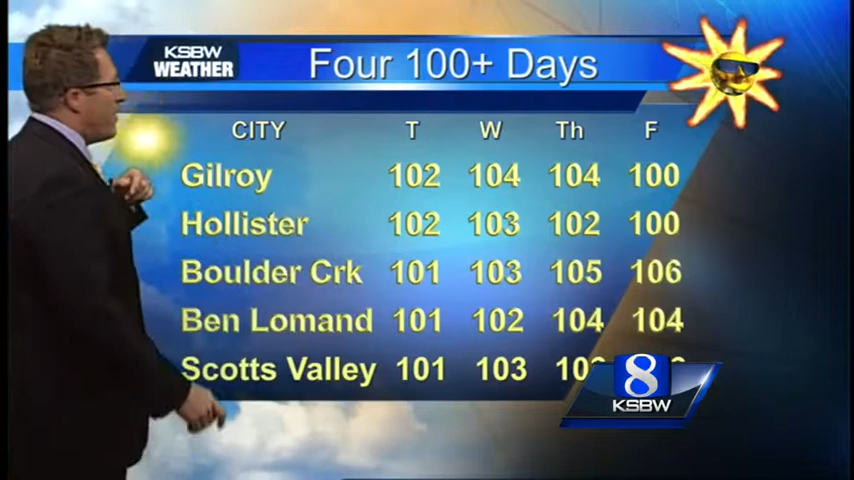 KSBW
WEATHER
Four 100+ Days
CITY T W Th F
Gilroy 102 104 104 100
Hollister 102 103 102 100
Boulder Crk 101 103 105 106
Ben Lomand 101 102 104 104
Scotts Valley 101 103
8
KSBW